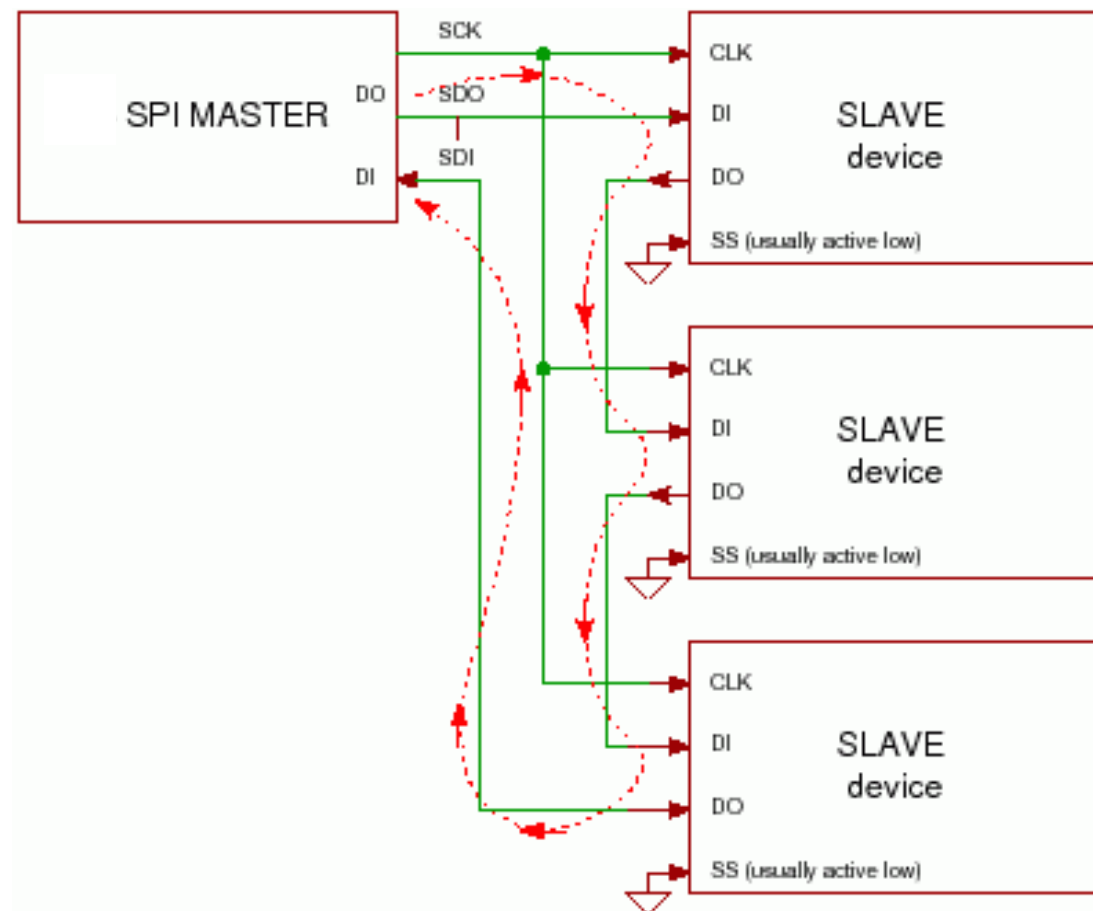 SCK
DO
SDO
SPI MASTER
SDI
DI
CLK
DI
SLAVE
device
DO
SS (usually active low)
CLK
DI
SLAVE
device
DO
SS (usually active low)
CLK
DI
SLAVE
device
DO
SS (usually active low)